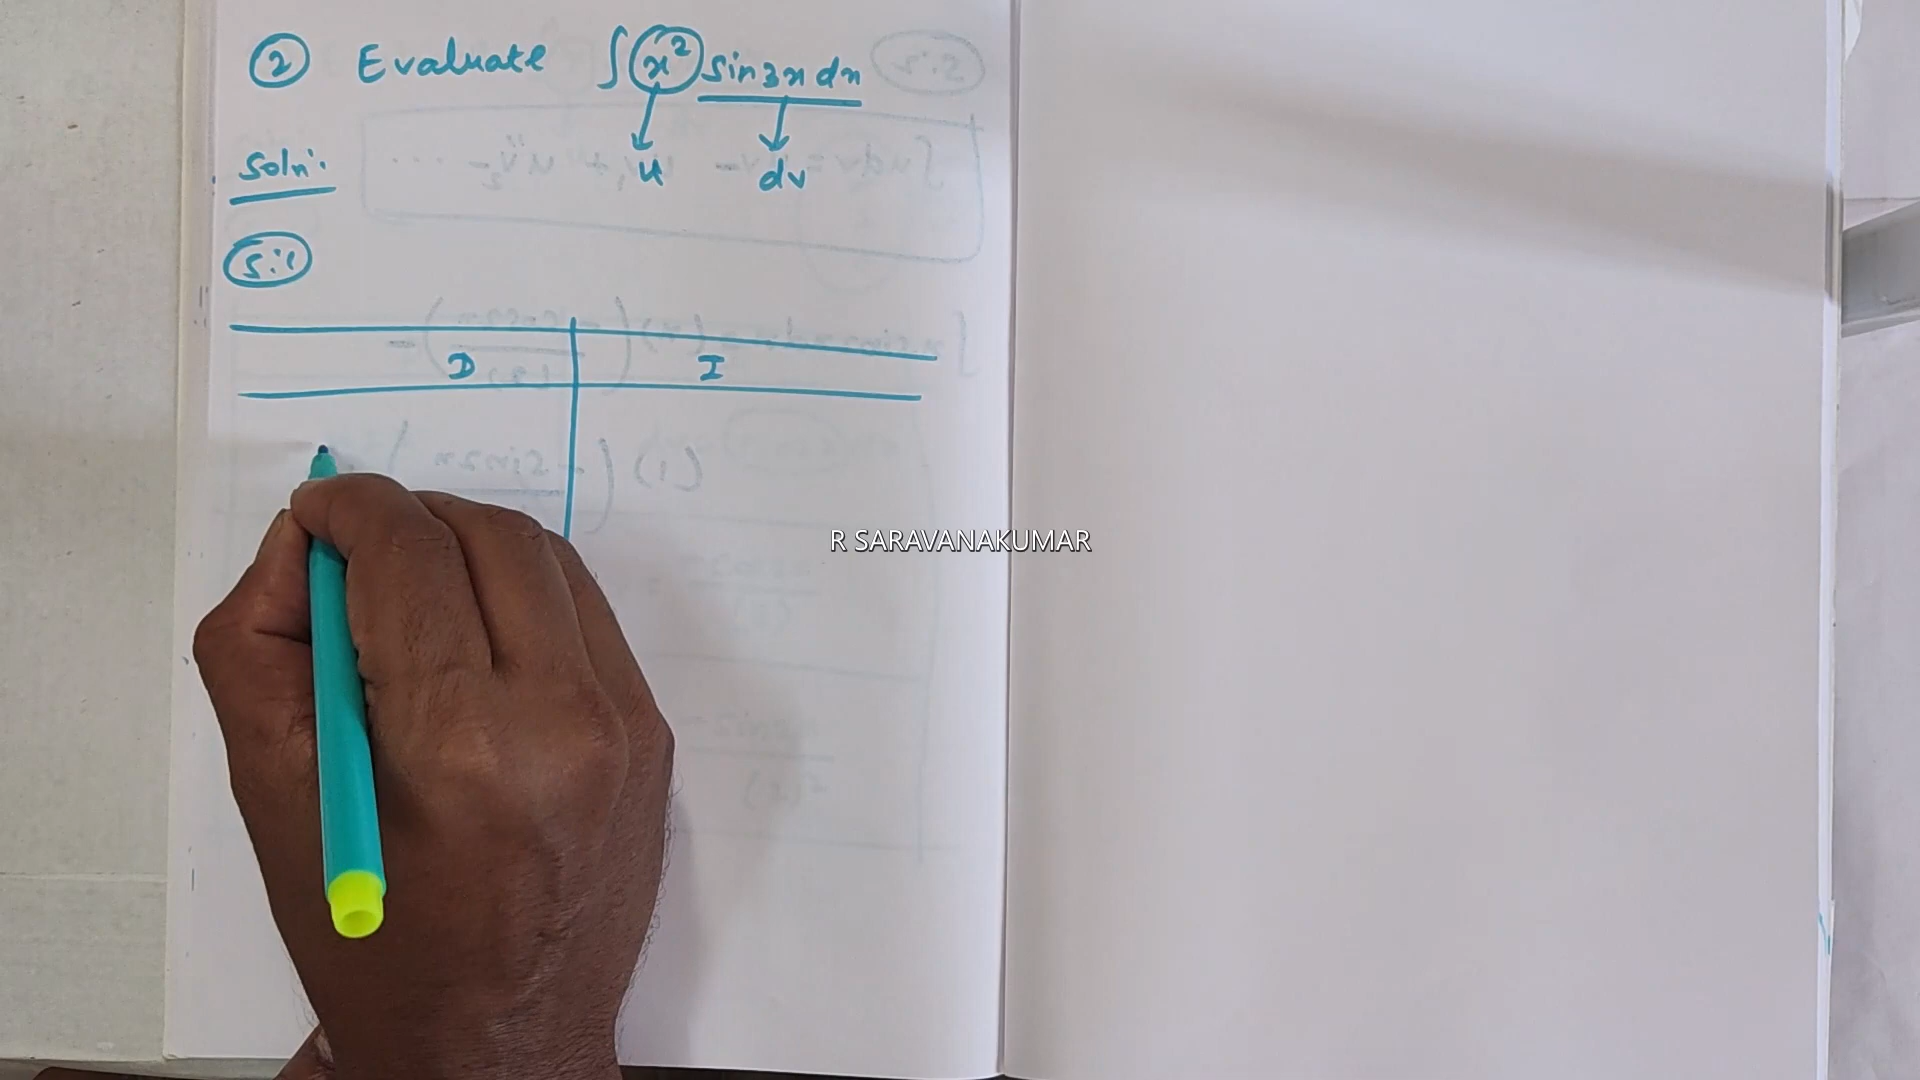 2 Evaluate ∫ x² sin3x dx
Soln:
u dv
S:1
D I
R SARAVANAKUMAR